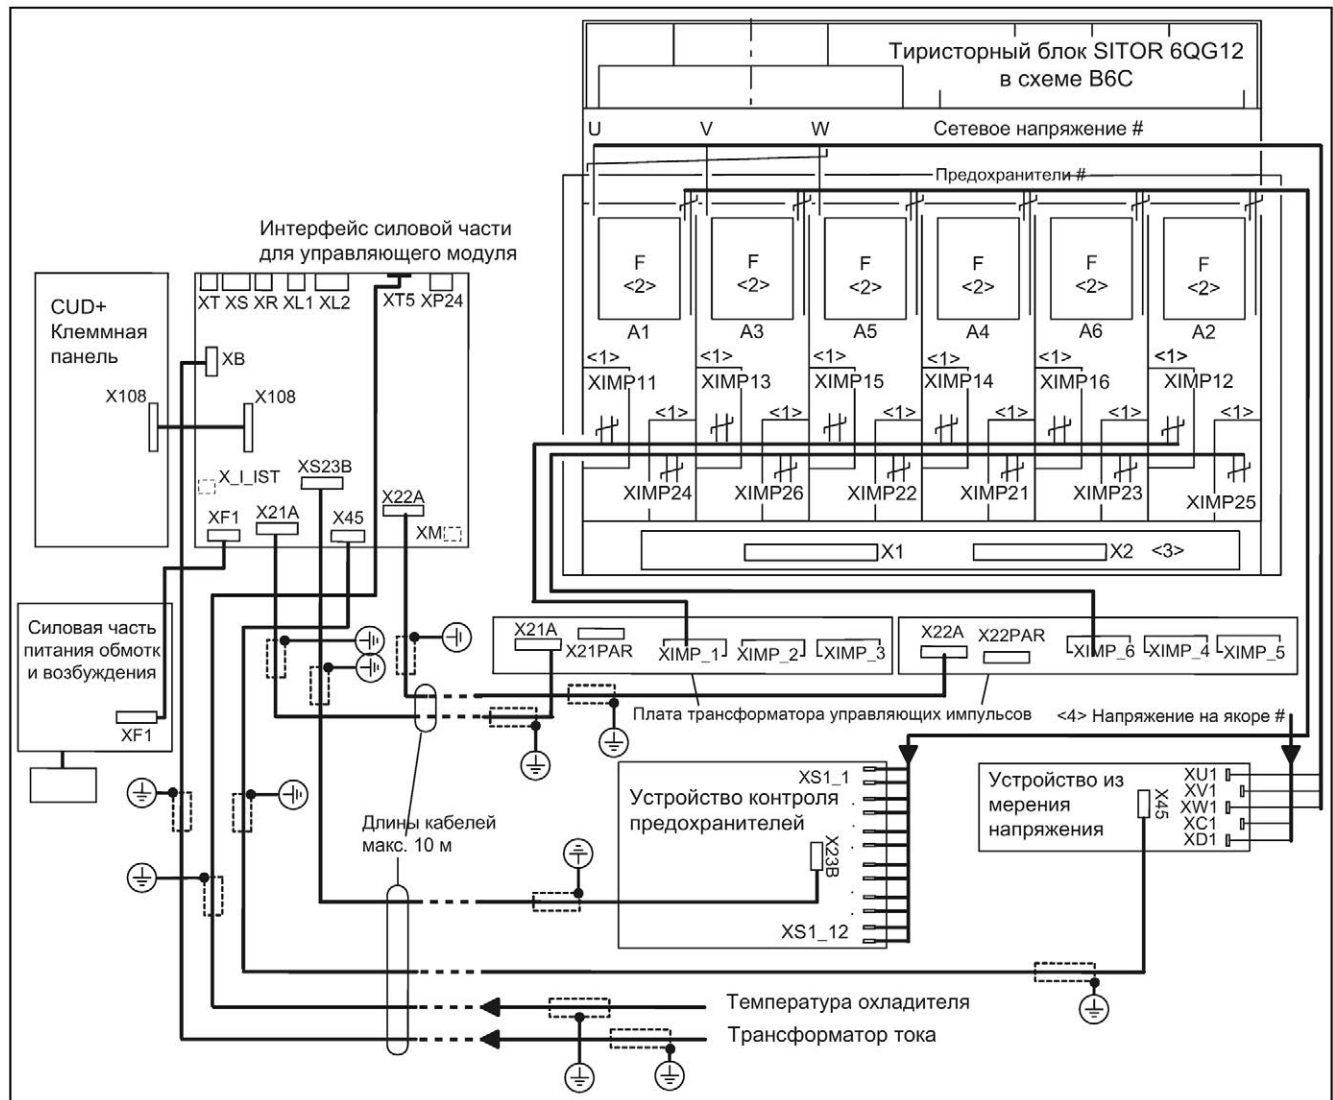 Тиристорный блок SITOR 6QG12
в схеме B6C
U V W Сетевое напряжение #
Предохранители #
Интерфейс силовой части
для управляющего модуля
XT XS XR XL1 XL2 XT5 XP24
CUD+
Клеммная
панель
XB
X108 X108
X_I_IST
XS23B
X22A
XF1 X21A X45 XM
F F F F F F
<2> <2> <2> <2> <2> <2>
A1 A3 A5 A4 A6 A2
<1> <1> <1> <1> <1> <1>
XIMP11 XIMP13 XIMP15 XIMP14 XIMP16 XIMP12
<1> <1> <1> <1> <1> <1>
XIMP24 XIMP26 XIMP22 XIMP21 XIMP23 XIMP25
X1 X2 <3>
Силовая часть
питания обмотк
и возбуждения
XF1
X21A X21PAR XIMP_1 XIMP_2 XIMP_3
X22A X22PAR XIMP_6 XIMP_4 XIMP_5
Плата трансформатора управляющих импульсов
<4> Напряжение на якоре #
Длины кабелей
макс. 10 м
XS1_1
Устройство контроля
предохранителей
X23B
XS1_12
Устройство из
мерения
напряжения
X45
XU1
XV1
XW1
XC1
XD1
Температура охладителя
Трансформатор тока